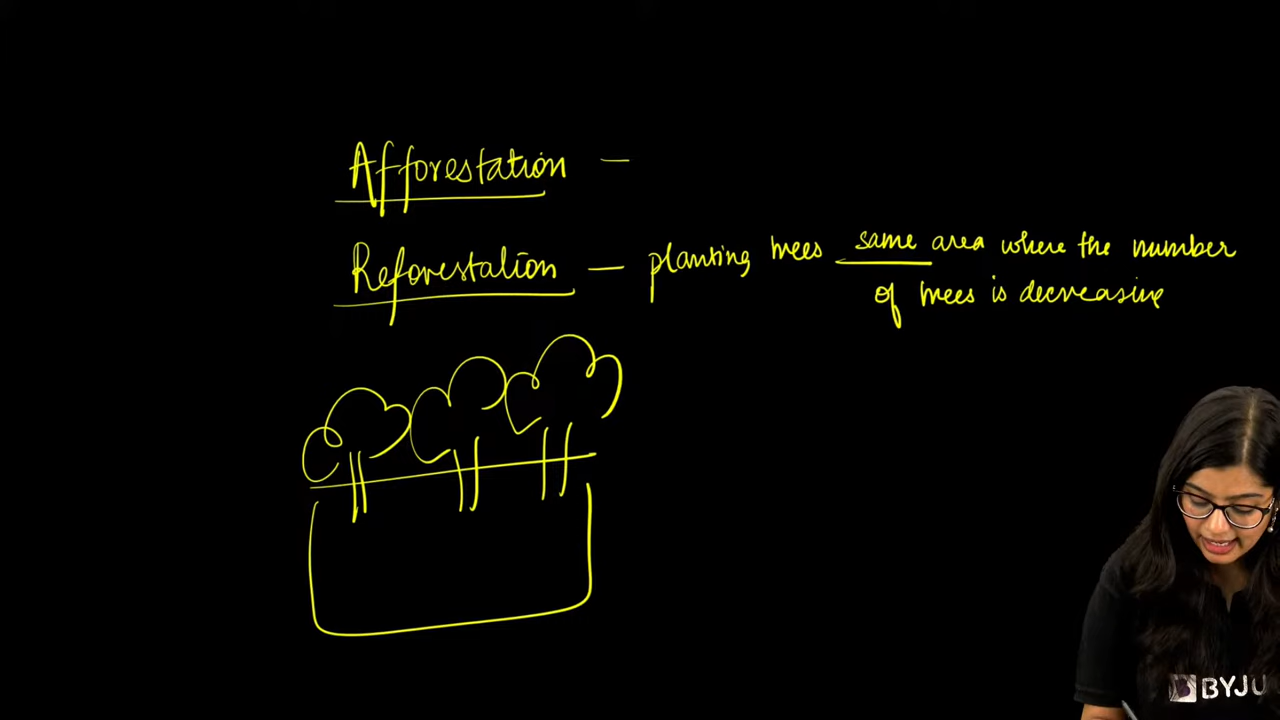 Afforestation –
Reforestation – planting trees same area where the number
of trees is decreasing
BYJU